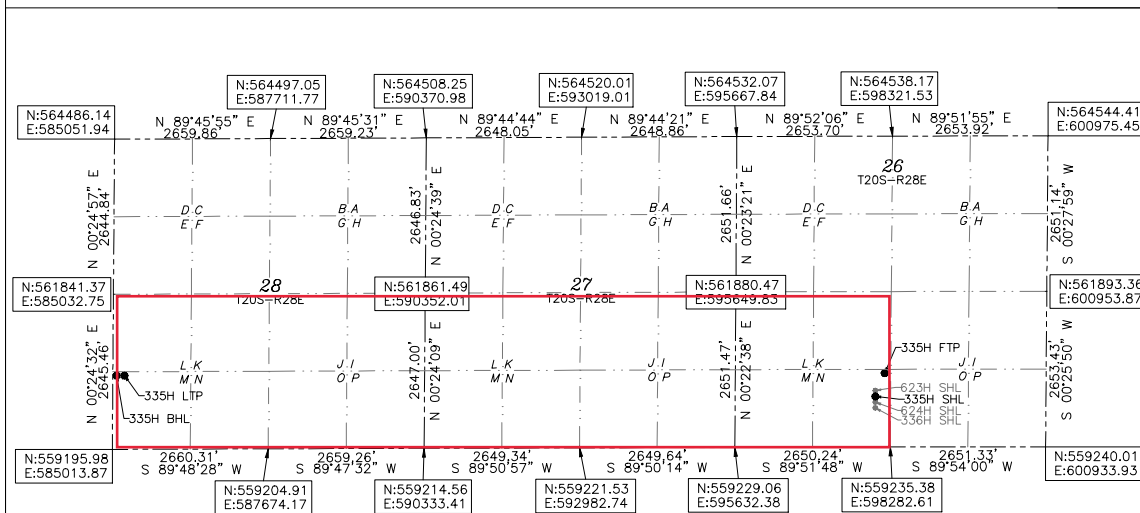 N:564497.05
E:587711.77
N:564508.25
E:590370.98
N:564520.01
E:593019.01
N:564532.07
E:595667.84
N:564538.17
E:598321.53
N:564486.14
E:585051.94
N 89°45'55" E
2659.86'
N 89°45'31" E
2659.23'
N 89°44'44" E
2648.05'
N 89°44'21" E
2648.86'
N 89°52'06" E
2653.70'
N 89°51'55" E
2653.92'
N:564544.41
E:600975.45
26
T20S-R28E
N 00°24'57" E
2644.84'
2646.83'
N 00°24'39" E
2651.66'
N 00°23'21" E
2651.14'
S 00°27'59" W
D C
E F
B A
G H
D C
E F
B A
G H
D C
E F
B A
G H
N:561841.37
E:585032.75
28
T20S-R28E
N:561861.49
E:590352.01
27
T20S-R28E
N:561880.47
E:595649.83
N:561893.36
E:600953.87
N 00°24'32" E
2645.46'
2647.00'
N 00°24'09" E
2651.47'
N 00°22'38" E
2653.43'
S 00°25'50" W
L K
M N
J I
O P
L K
M N
J I
O P
L K
M N
J I
O P
335H FTP
335H LTP
335H BHL
623H SHL
335H SHL
624H SHL
336H SHL
N:559195.98
E:585013.87
2660.31'
S 89°48'28" W
2659.26'
S 89°47'32" W
2649.34'
S 89°50'57" W
2649.64'
S 89°50'14" W
2650.24'
S 89°51'48" W
2651.33'
S 89°54'00" W
N:559240.01
E:600933.93
N:559204.91
E:587674.17
N:559214.56
E:590333.41
N:559221.53
E:592982.74
N:559229.06
E:595632.38
N:559235.38
E:598282.61